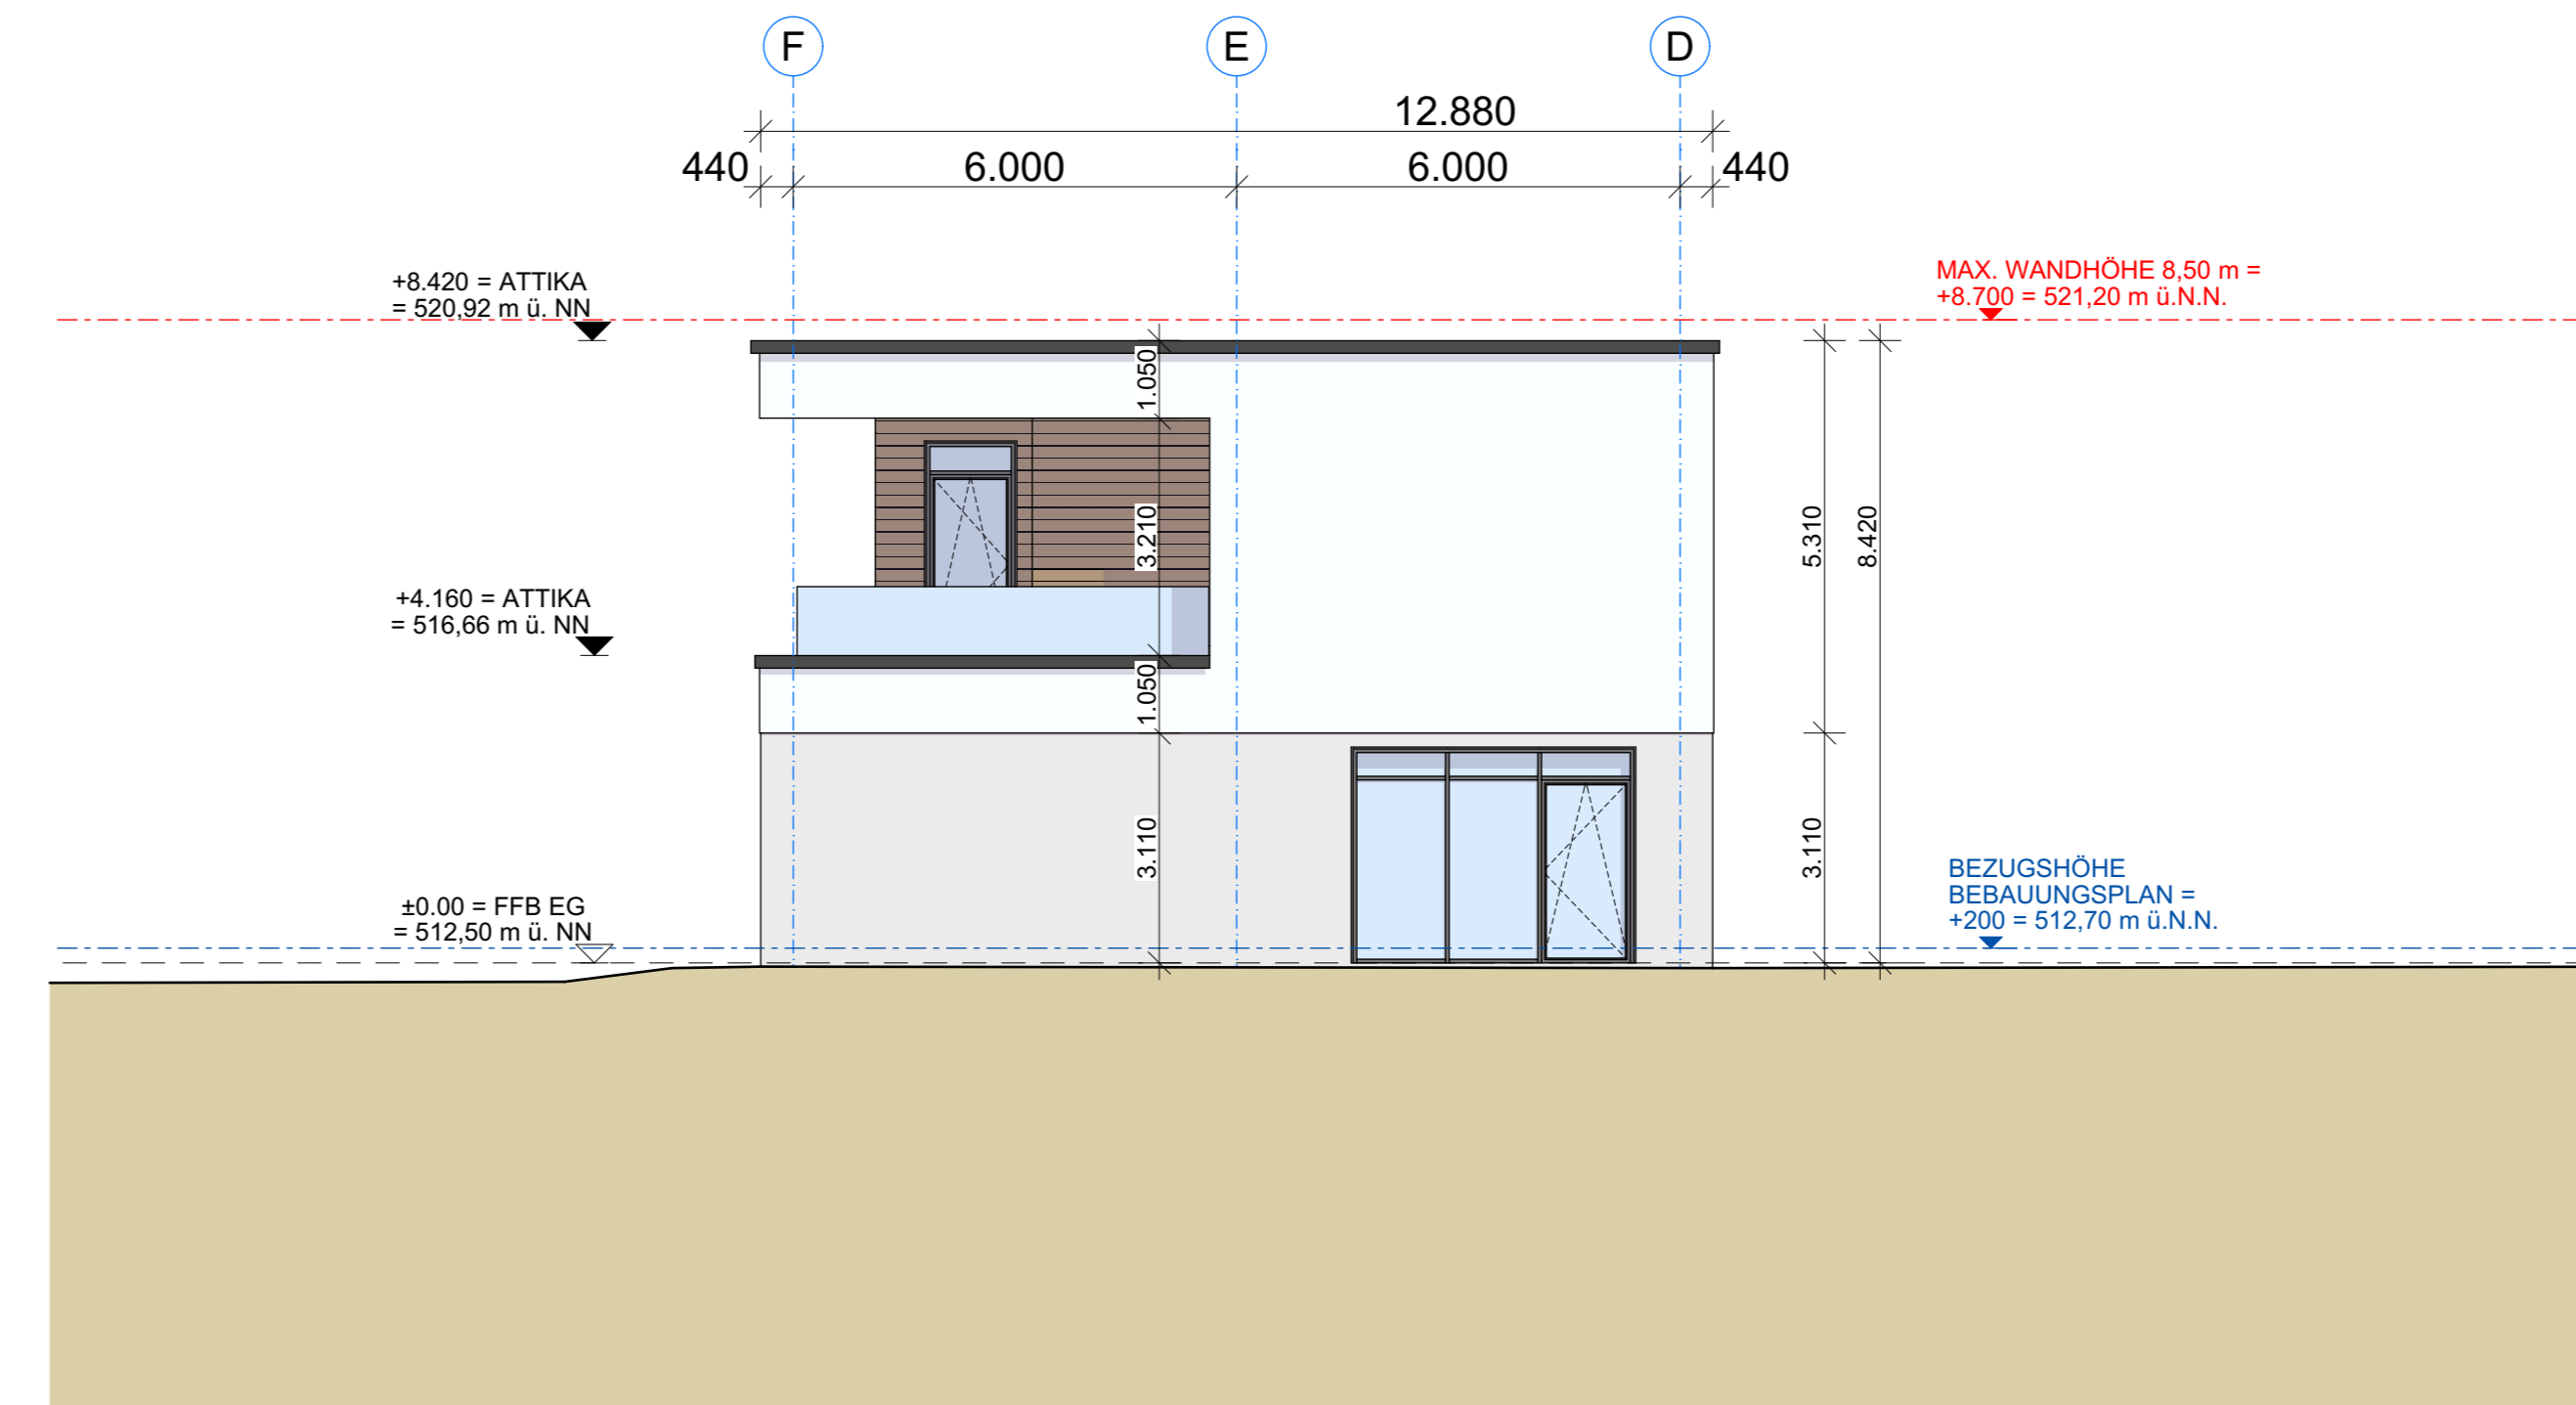 F
E
D
12.880
440
6.000
6.000
440
+8.420 = ATTIKA
= 520,92 m ü. NN
MAX. WANDHÖHE 8,50 m =
+8.700 = 521,20 m ü.N.N.
1.050
3.210
5.310
8.420
+4.160 = ATTIKA
= 516,66 m ü. NN
1.050
3.110
3.110
±0.00 = FFB EG
= 512,50 m ü. NN
BEZUGSHÖHE
BEBAUUNGSPLAN =
+200 = 512,70 m ü.N.N.